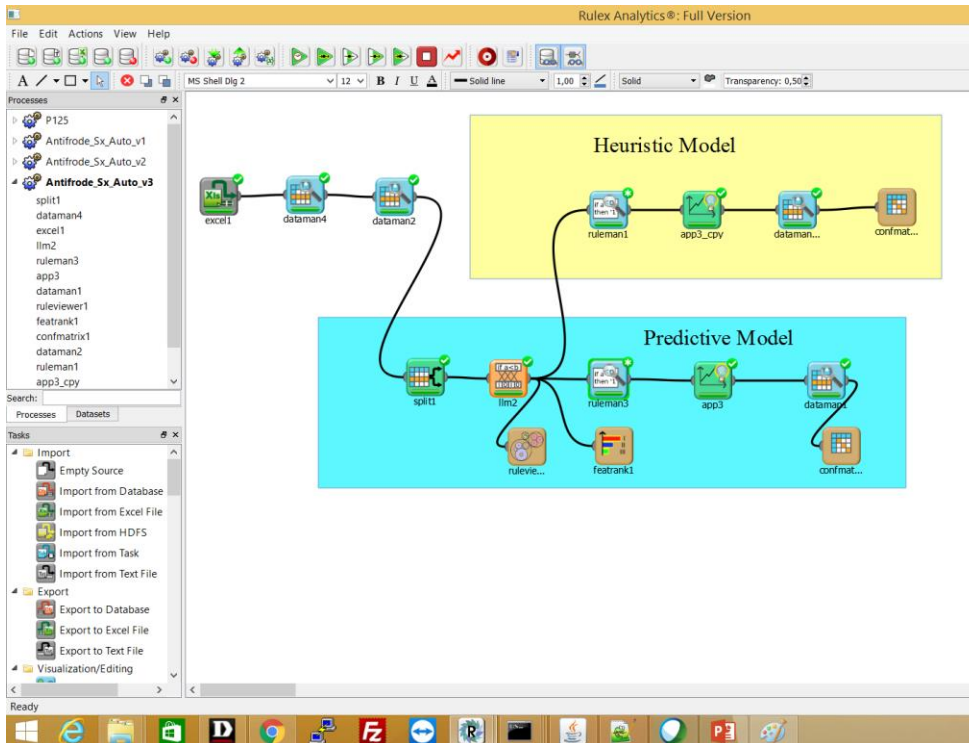 Rulex Analytics®: Full Version
File Edit Actions View Help
A MS Shell Dlg 2 12 B I U A Solid line 1,00 Solid Transparency: 0,50
Processes
P125
Antifrode_Sx_Auto_v1
Antifrode_Sx_Auto_v2
Antifrode_Sx_Auto_v3
split1
dataman4
excel1
llm2
ruleman3
app3
dataman1
ruleviewer1
featrank1
confmatrix1
dataman2
ruleman1
app3_cpy
Search:
Processes Datasets
Tasks
Import
Empty Source
Import from Database
Import from Excel File
Import from HDFS
Import from Task
Import from Text File
Export
Export to Database
Export to Excel File
Export to Text File
Visualization/Editing
Heuristic Model
excel1 dataman4 dataman2 ruleman1 app3_cpy dataman... confmat...
Predictive Model
split1 llm2 ruleman3 app3 dataman1
rulevie... featrank1 confmat...
Ready